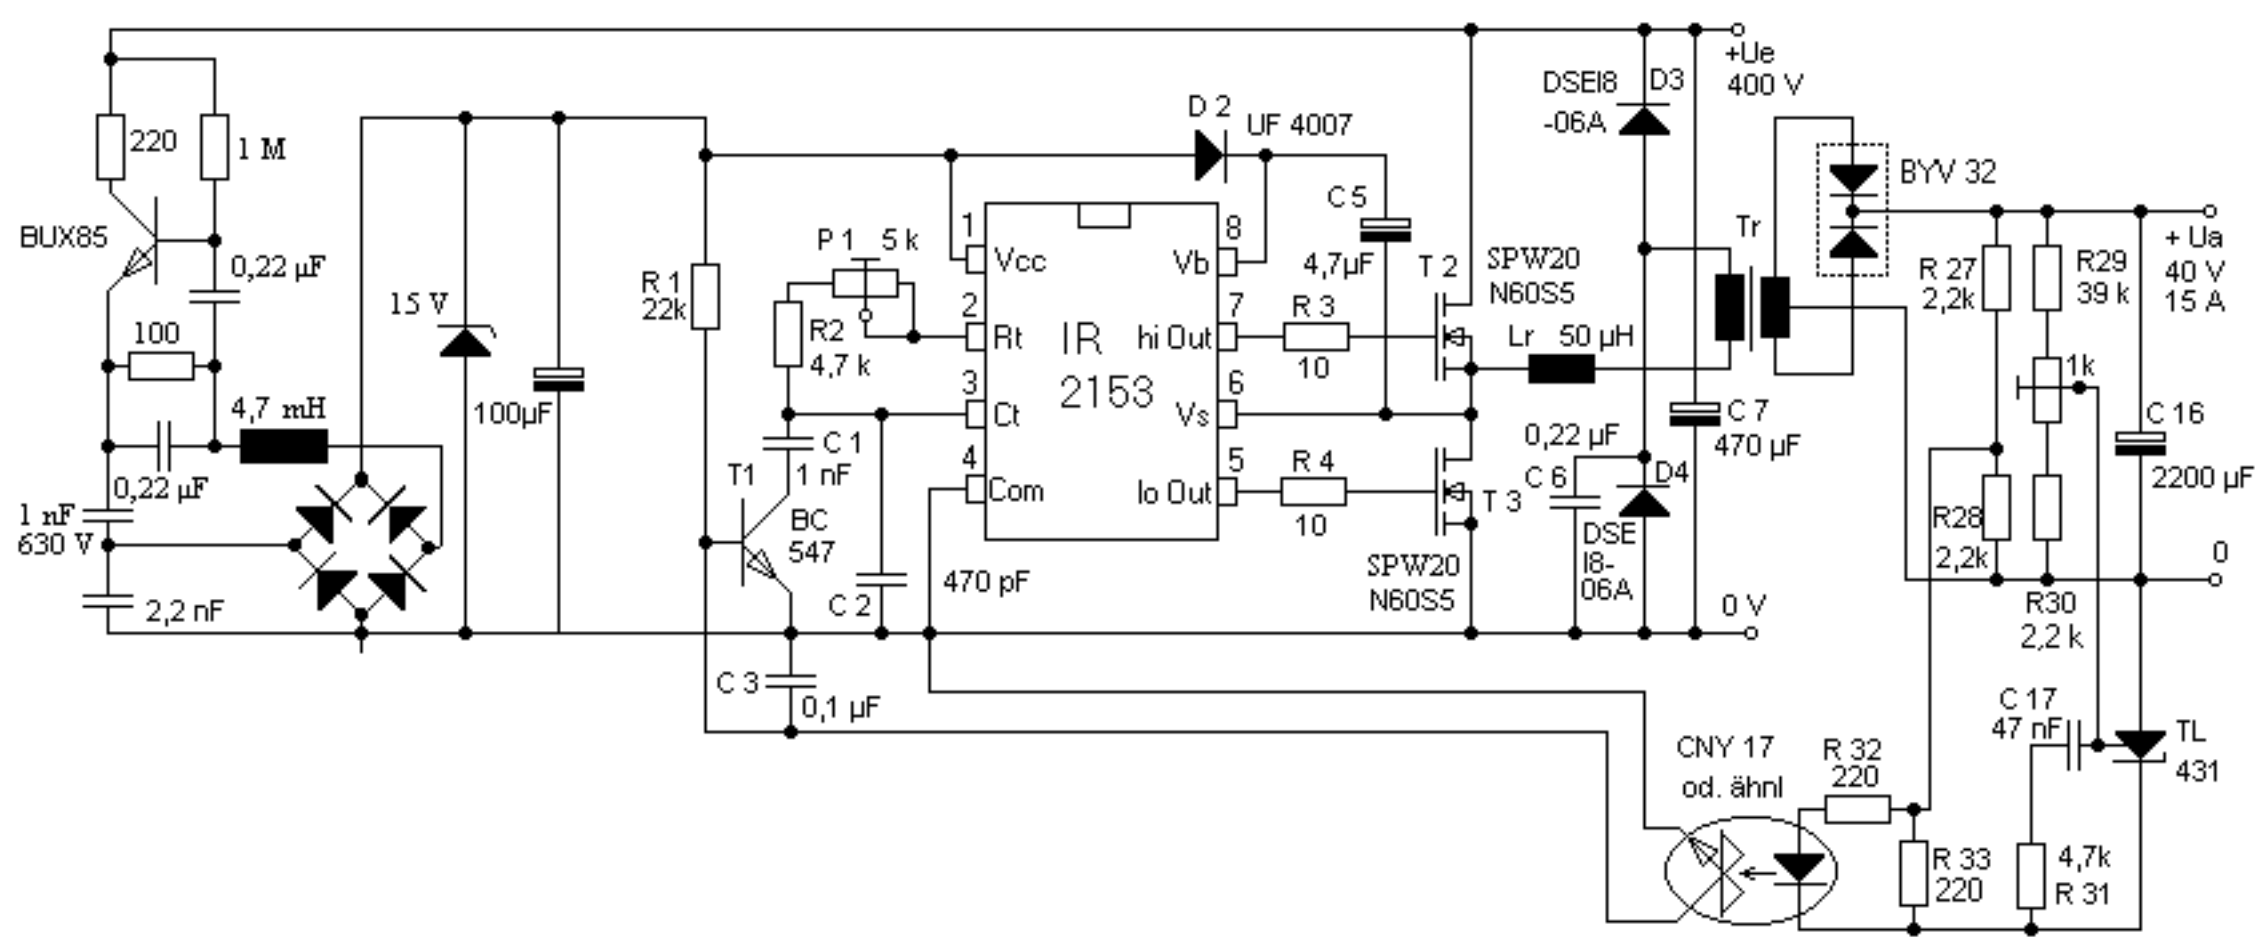 220
1 M
BUX85
0,22 µF
100
4,7 mH
0,22 µF
1 nF
630 V
2,2 nF
15 V
100µF
R 1
22k
P 1 5 k
R2
4,7 k
C 1
1 nF
T1
BC
547
C 2
470 pF
C 3
0,1 µF
D 2
UF 4007
1
Vcc
2
Rt
3
Ct
4
Com
IR
2153
8
Vb
7
hi Out
6
Vs
5
lo Out
C 5
4,7µF
R 3
10
R 4
10
T 2
SPW20
N60S5
Lr 50 µH
T 3
SPW20
N60S5
DSEI8
-06A
D3
+Ue
400 V
0,22 µF
C 6
D4
DSE
I8-
06A
C 7
470 µF
0 V
Tr
BYV 32
R 27
2,2k
R29
39 k
+ Ua
40 V
15 A
1k
C 16
2200 µF
R28
2,2k
0
R30
2,2 k
C 17
47 nF
TL
431
CNY 17
od. ähnl
R 32
220
R 33
220
4,7k
R 31